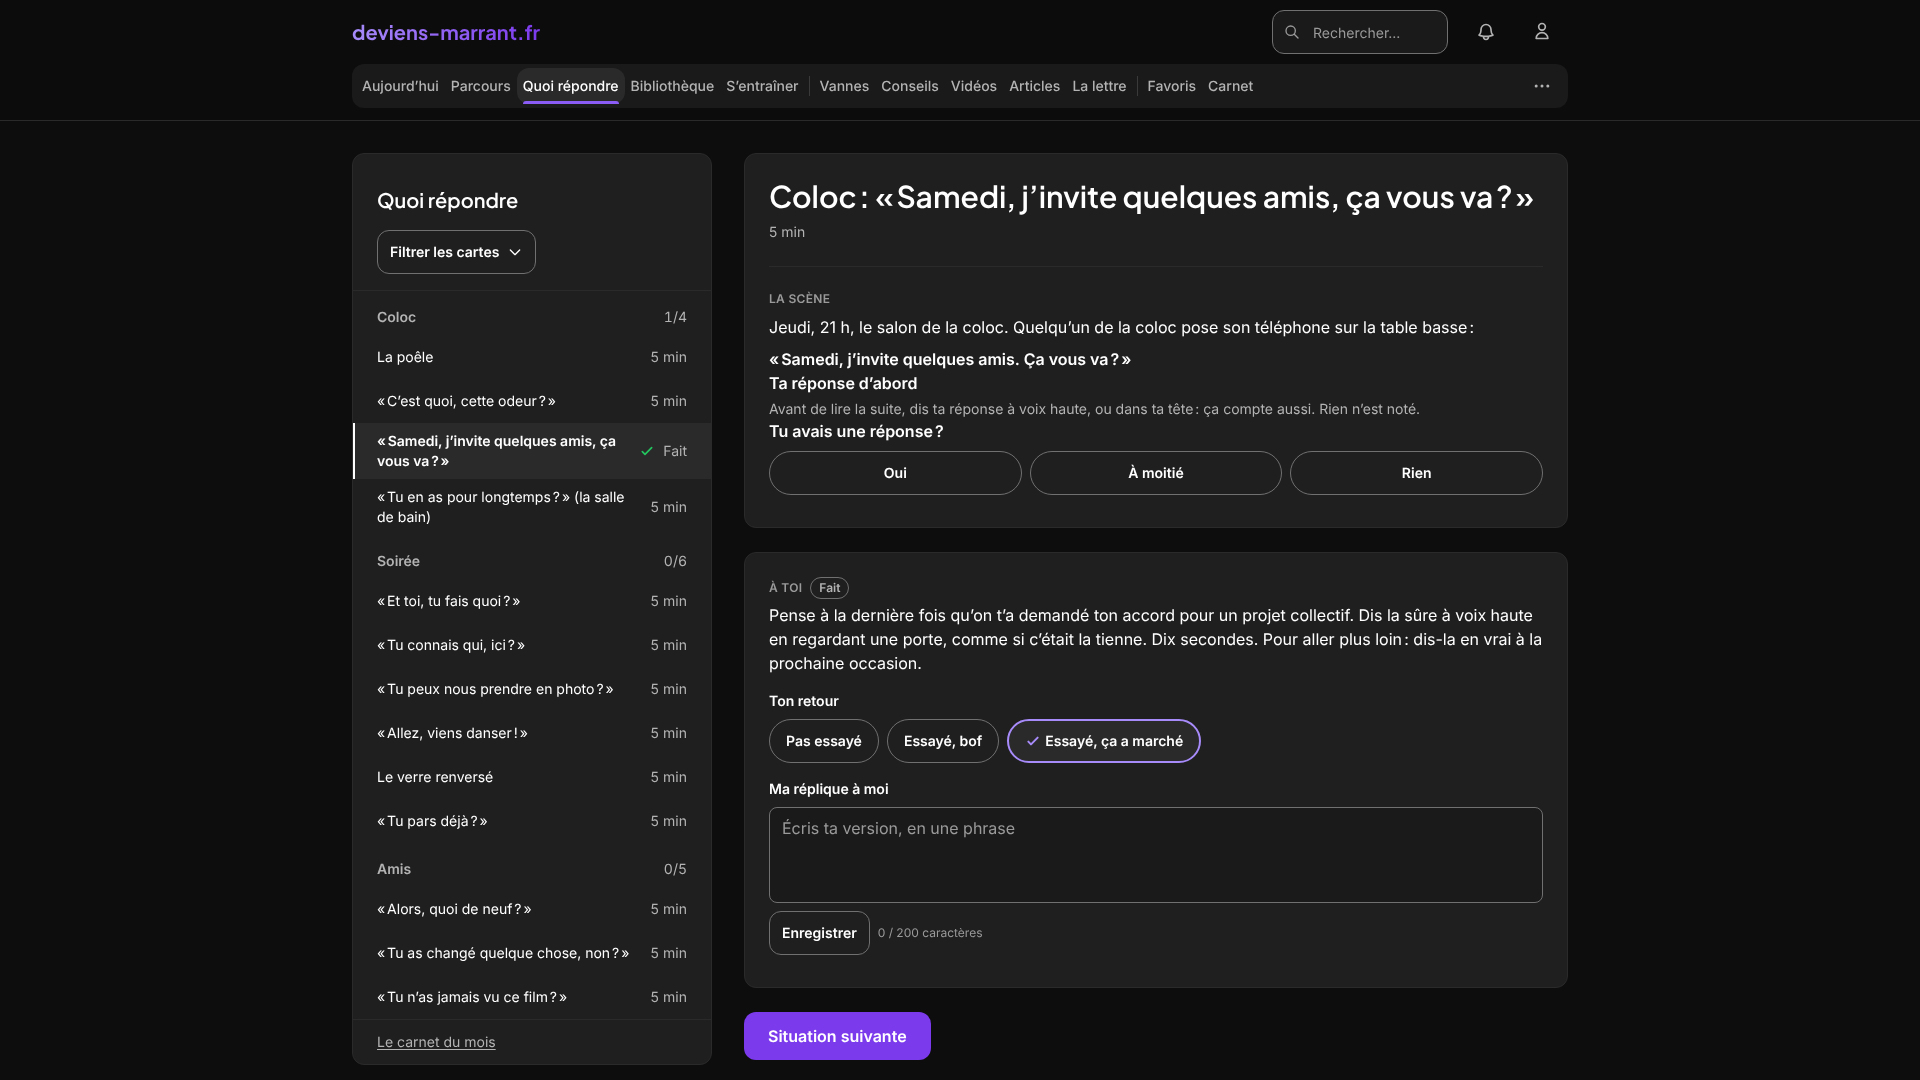 deviens-marrant.fr
Rechercher...
Aujourd’hui Parcours Quoi répondre Bibliothèque S’entraîner Vannes Conseils Vidéos Articles La lettre Favoris Carnet
Quoi répondre
Filtrer les cartes
Coloc 1/4
La poêle 5 min
« C’est quoi, cette odeur ? » 5 min
« Samedi, j’invite quelques amis, ça
vous va ? » Fait
« Tu en as pour longtemps ? » (la salle
de bain) 5 min
Soirée 0/6
« Et toi, tu fais quoi ? » 5 min
« Tu connais qui, ici ? » 5 min
« Tu peux nous prendre en photo ? » 5 min
« Allez, viens danser ! » 5 min
Le verre renversé 5 min
« Tu pars déjà ? » 5 min
Amis 0/5
« Alors, quoi de neuf ? » 5 min
« Tu as changé quelque chose, non ? » 5 min
« Tu n’as jamais vu ce film ? » 5 min
Le carnet du mois
Coloc : « Samedi, j’invite quelques amis, ça vous va ? »
5 min
LA SCÈNE
Jeudi, 21 h, le salon de la coloc. Quelqu’un de la coloc pose son téléphone sur la table basse :
« Samedi, j’invite quelques amis. Ça vous va ? »
Ta réponse d’abord
Avant de lire la suite, dis ta réponse à voix haute, ou dans ta tête : ça compte aussi. Rien n’est noté.
Tu avais une réponse ?
Oui À moitié Rien
À TOI Fait
Pense à la dernière fois qu’on t’a demandé ton accord pour un projet collectif. Dis la sûre à voix haute
en regardant une porte, comme si c’était la tienne. Dix secondes. Pour aller plus loin : dis-la en vrai à la
prochaine occasion.
Ton retour
Pas essayé Essayé, bof Essayé, ça a marché
Ma réplique à moi
Écris ta version, en une phrase
Enregistrer 0 / 200 caractères
Situation suivante